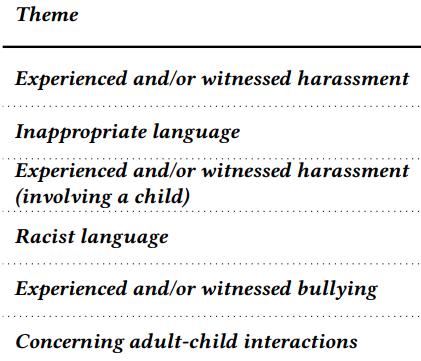 Theme
Experienced and/or witnessed harassment
Inappropriate language
Experienced and/or witnessed harassment
(involving a child)
Racist language
Experienced and/or witnessed bullying
Concerning adult-child interactions